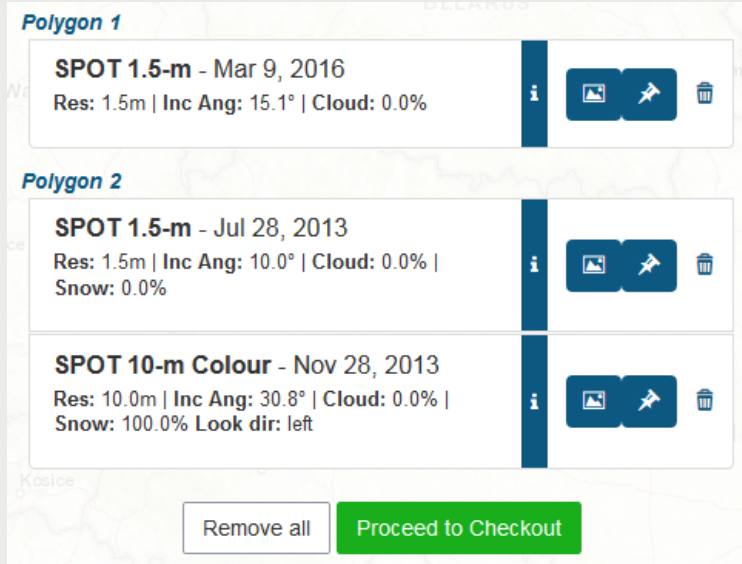 BELARUS
Polygon 1
SPOT 1.5-m - Mar 9, 2016
Res: 1.5m | Inc Ang: 15.1° | Cloud: 0.0%
i
Polygon 2
SPOT 1.5-m - Jul 28, 2013
Res: 1.5m | Inc Ang: 10.0° | Cloud: 0.0% |
Snow: 0.0%
i
SPOT 10-m Colour - Nov 28, 2013
Res: 10.0m | Inc Ang: 30.8° | Cloud: 0.0% |
Snow: 100.0% Look dir: left
i
Kosice
Remove all
Proceed to Checkout